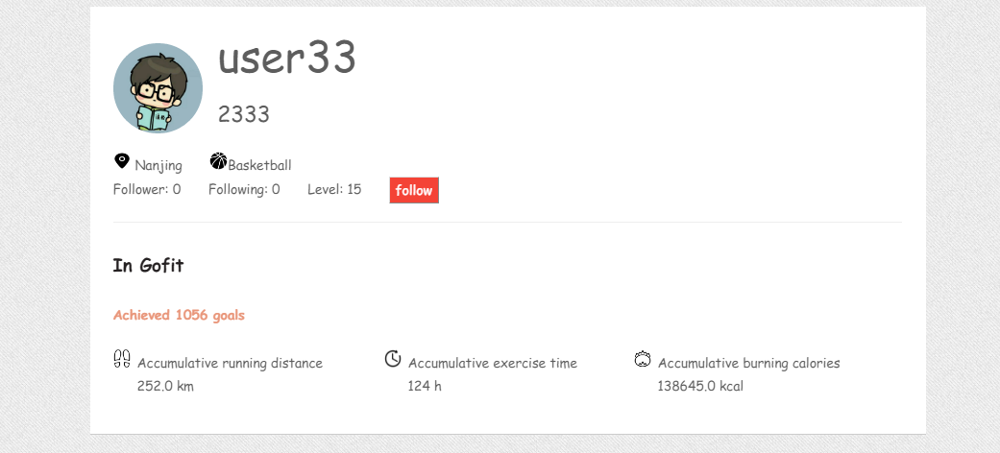 user33
2333
Nanjing Basketball
Follower: 0 Following: 0 Level: 15 follow
In Gofit
Achieved 1056 goals
Accumulative running distance Accumulative exercise time Accumulative burning calories
252.0 km 124 h 138645.0 kcal